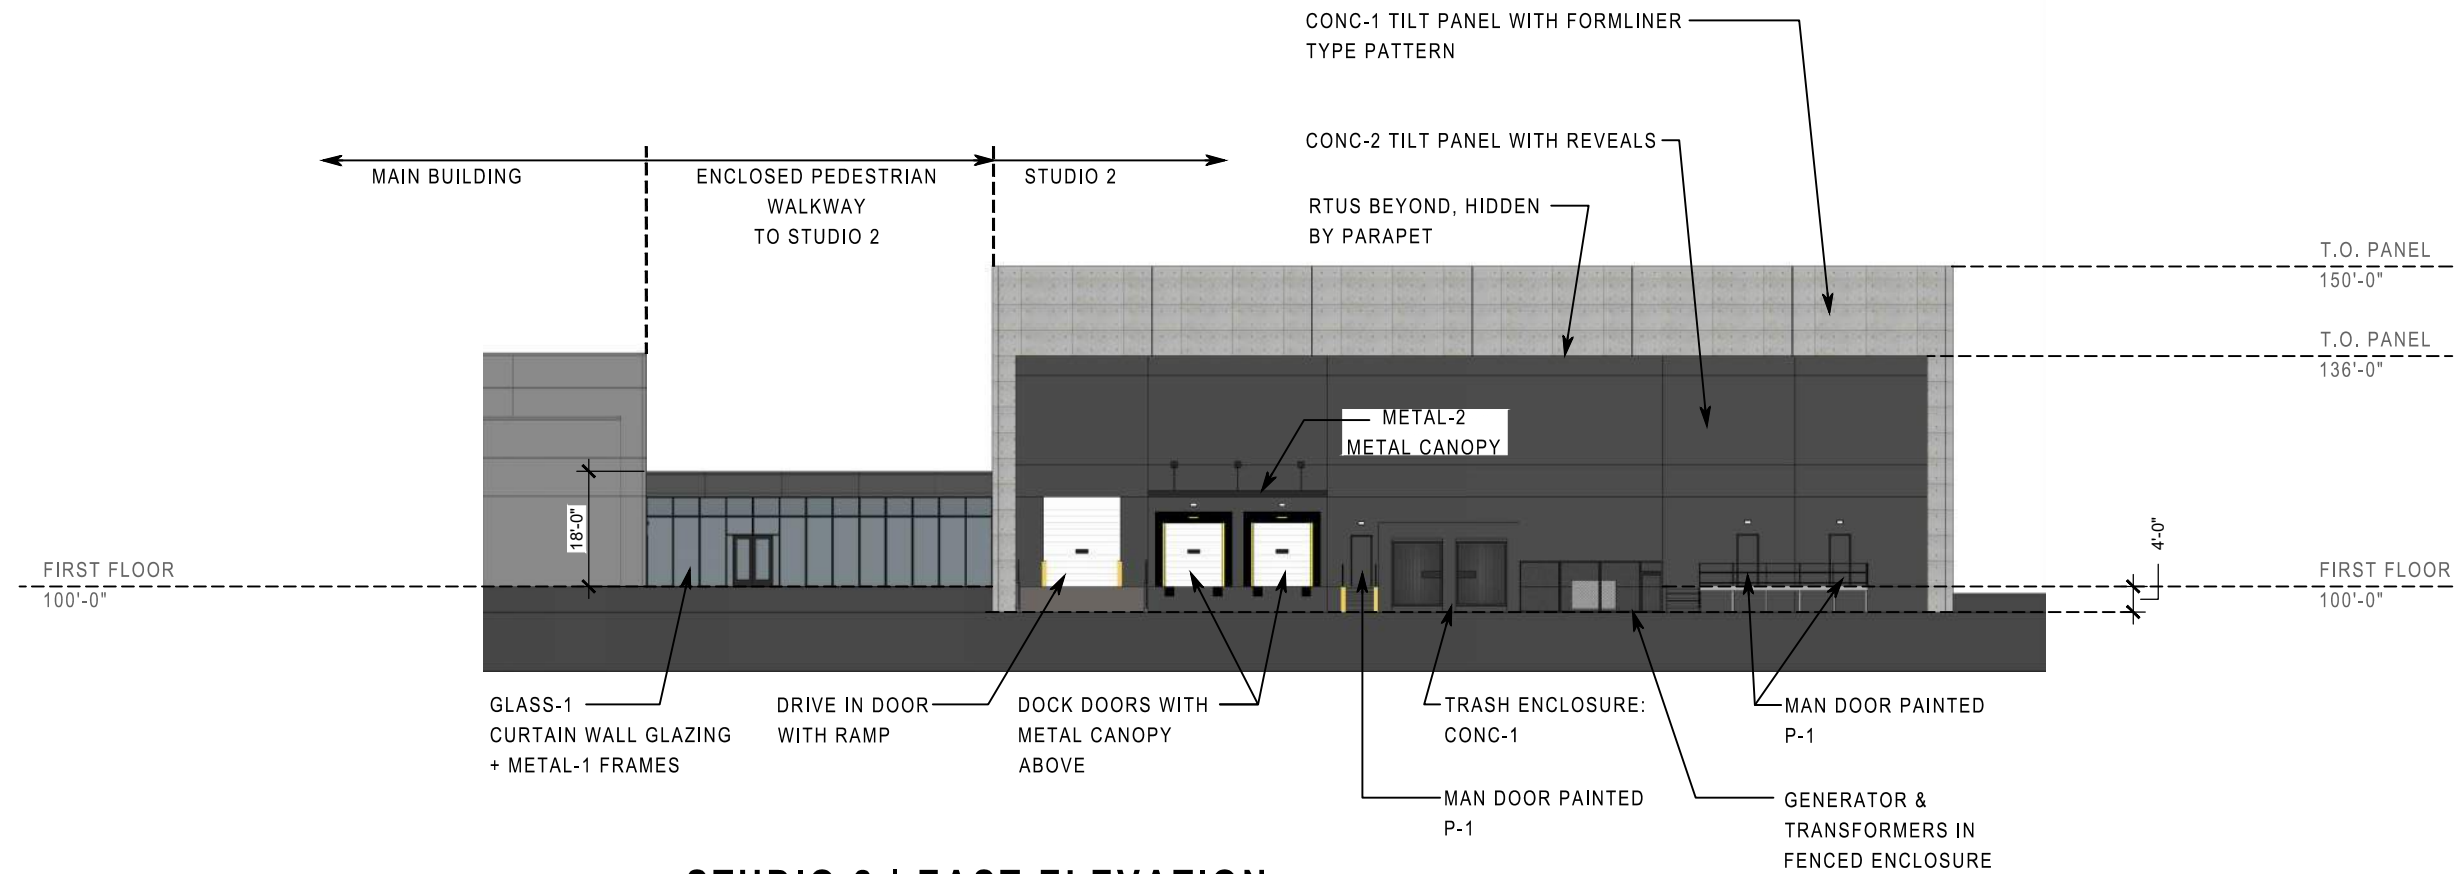 CONC-1 TILT PANEL WITH FORMLINER
TYPE PATTERN
CONC-2 TILT PANEL WITH REVEALS
MAIN BUILDING
ENCLOSED PEDESTRIAN
WALKWAY
TO STUDIO 2
STUDIO 2
RTUS BEYOND, HIDDEN
BY PARAPET
T.O. PANEL
150'-0"
T.O. PANEL
136'-0"
METAL-2
METAL CANOPY
18'-0"
4'-0"
FIRST FLOOR
100'-0"
FIRST FLOOR
100'-0"
GLASS-1
CURTAIN WALL GLAZING
+ METAL-1 FRAMES
DRIVE IN DOOR
WITH RAMP
DOCK DOORS WITH
METAL CANOPY
ABOVE
TRASH ENCLOSURE:
CONC-1
MAN DOOR PAINTED
P-1
MAN DOOR PAINTED
P-1
GENERATOR &
TRANSFORMERS IN
FENCED ENCLOSURE
EAST ELEVATION